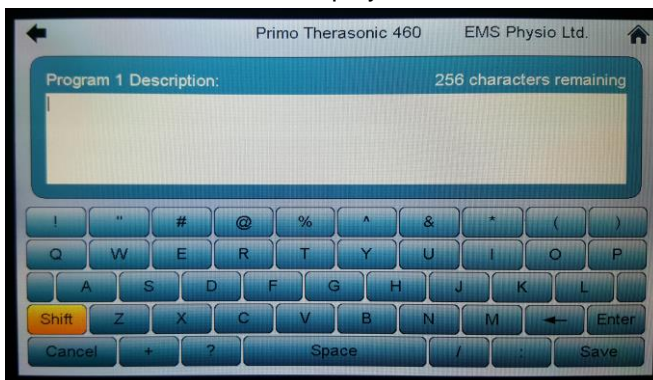 Primo Therasonic 460 EMS Physio Ltd.
Program 1 Description: 256 characters remaining
! " # @ % ^ & * ( )
Q W E R T Y U I O P
A S D F G H J K L
Shift Z X C V B N M ← Enter
Cancel + ? Space / : Save